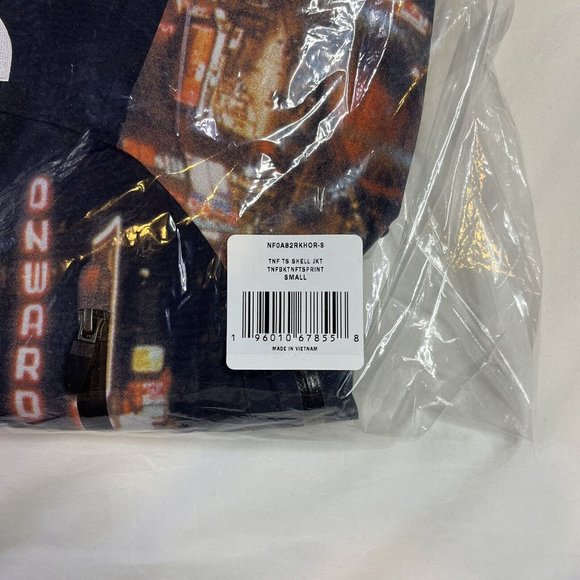 ONWARD
NF0A82RKHOR-S
TNF TS SHELL JKT
TNFBKTNFTSPRINT
SMALL
1 96010 67855 8
MADE IN VIETNAM